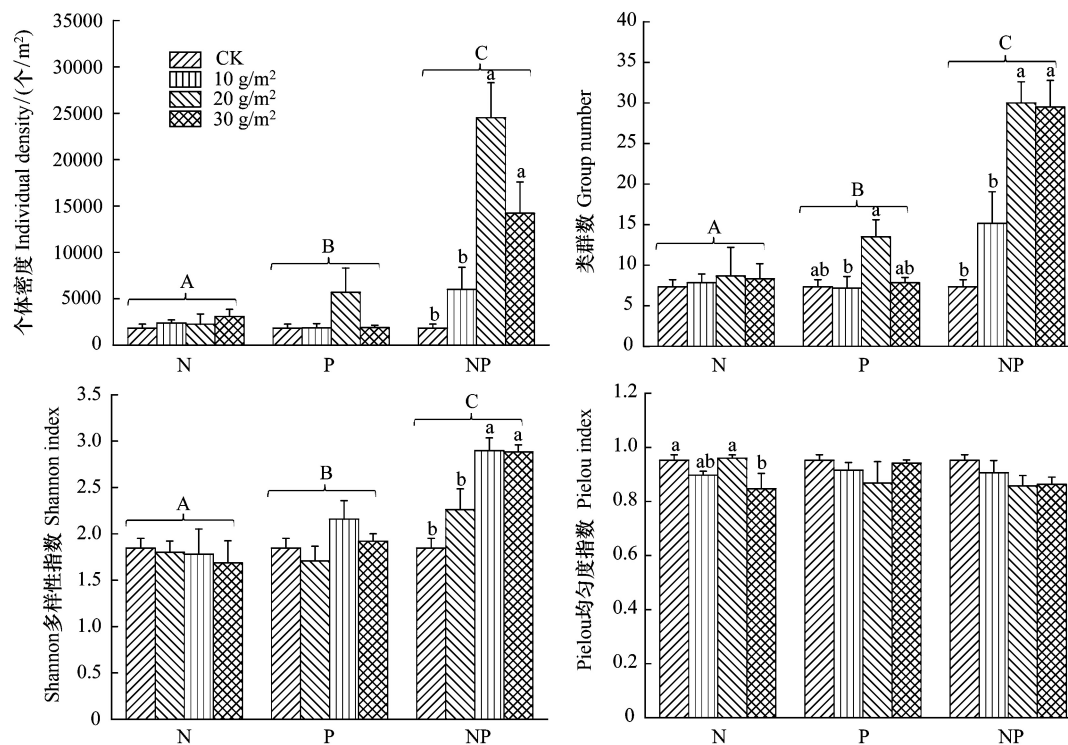 个体密度 Individual density/(个/m²)
35000
30000
25000
20000
15000
10000
5000
0
CK
10 g/m²
20 g/m²
30 g/m²
A
B
C
b
b
a
a
N
P
NP
类群数 Group number
40
35
30
25
20
15
10
5
0
A
B
C
ab
b
a
ab
b
b
a
a
N
P
NP
Shannon多样性指数 Shannon index
3.5
3.0
2.5
2.0
1.5
1.0
0.5
0
A
B
C
b
b
a
a
N
P
NP
Pielou均匀度指数 Pielou index
1.2
1.0
0.8
0.6
0.4
0.2
0
a
ab
a
b
N
P
NP